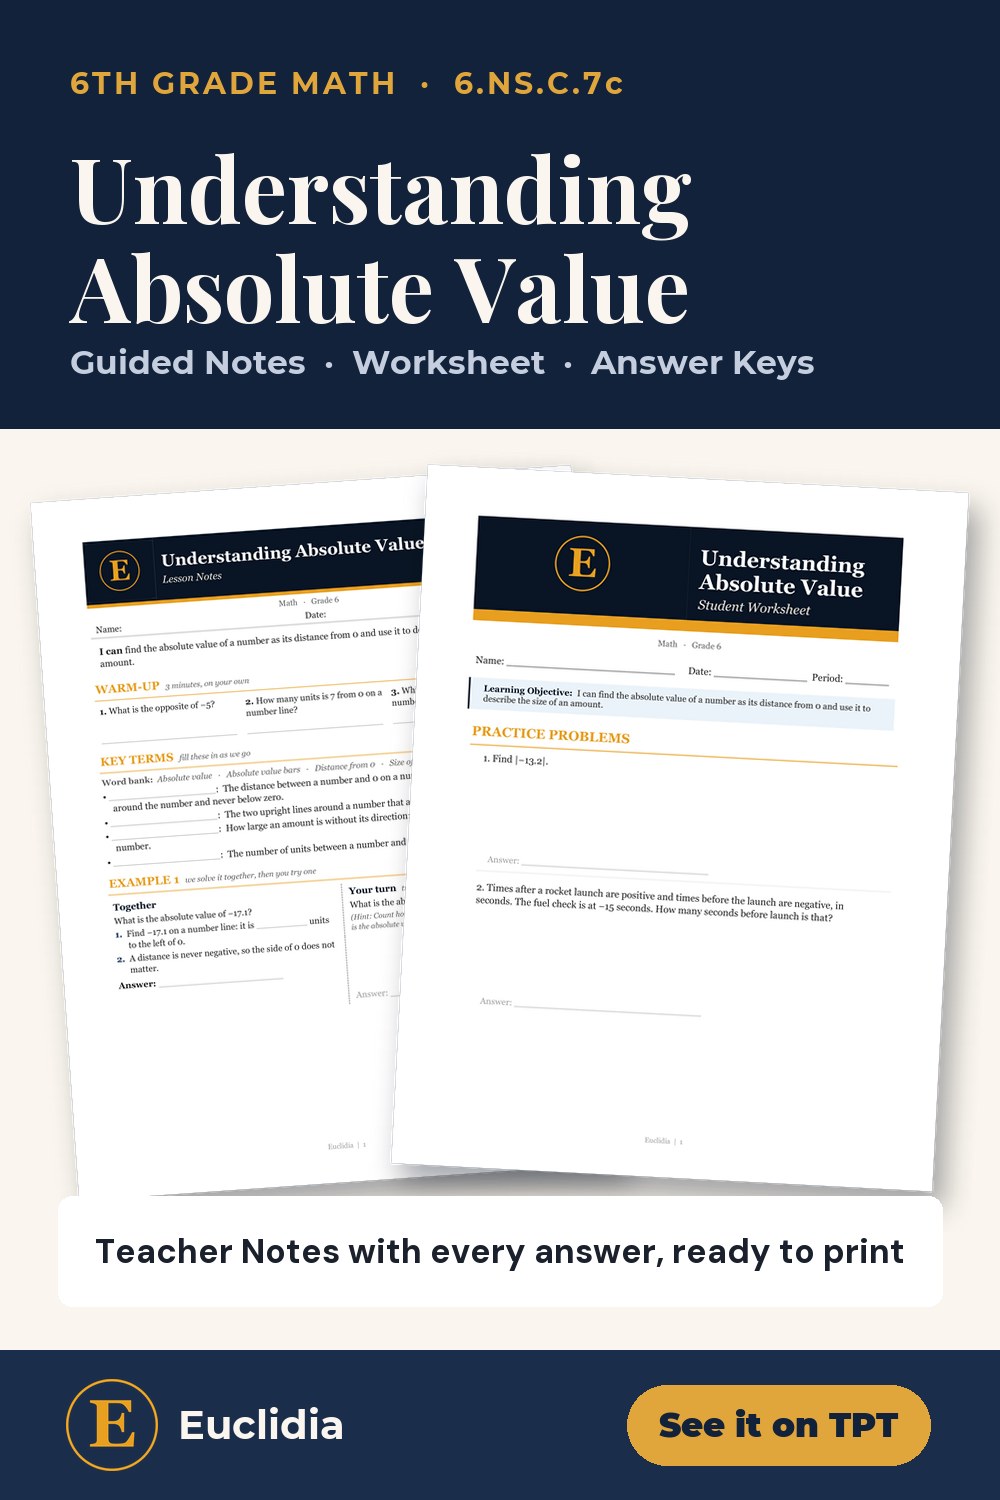 6TH GRADE MATH · 6.NS.C.7c
Understanding
Absolute Value
Guided Notes · Worksheet · Answer Keys
E
Understanding Absolute Value
Lesson Notes
Math · Grade 6
Name:
Date:
I can find the absolute value of a number as its distance from 0 and use it to
amount.
WARM-UP 3 minutes, on your own
1. What is the opposite of −5?
2. How many units is 7 from 0 on a
number line?
3.
KEY TERMS fill these in as we go
Word bank: Absolute value · Absolute value bars · Distance from 0 · Size
• : The distance between a number and 0 on a
around the number and never below zero.
• : The two upright lines around a number that
• : How large an amount is without its direction
number.
• : The number of units between a number and
EXAMPLE 1 we solve it together, then you try one
Together
What is the absolute value of −17.1?
1. Find −17.1 on a number line: it is units
to the left of 0.
2. A distance is never negative, so the side of 0 does not
matter.
Answer:
Your turn
What is the
(Hint: Count
is the absolute
Answer:
Euclidia | 1
E
Understanding
Absolute Value
Student Worksheet
Math · Grade 6
Name: Date: Period:
Learning Objective: I can find the absolute value of a number as its distance from 0 and use it to
describe the size of an amount.
PRACTICE PROBLEMS
1. Find |−13.2|.
Answer:
2. Times after a rocket launch are positive and times before the launch are negative, in
seconds. The fuel check is at −15 seconds. How many seconds before launch is that?
Answer:
Euclidia | 1
Teacher Notes with every answer, ready to print
E
Euclidia
See it on TPT